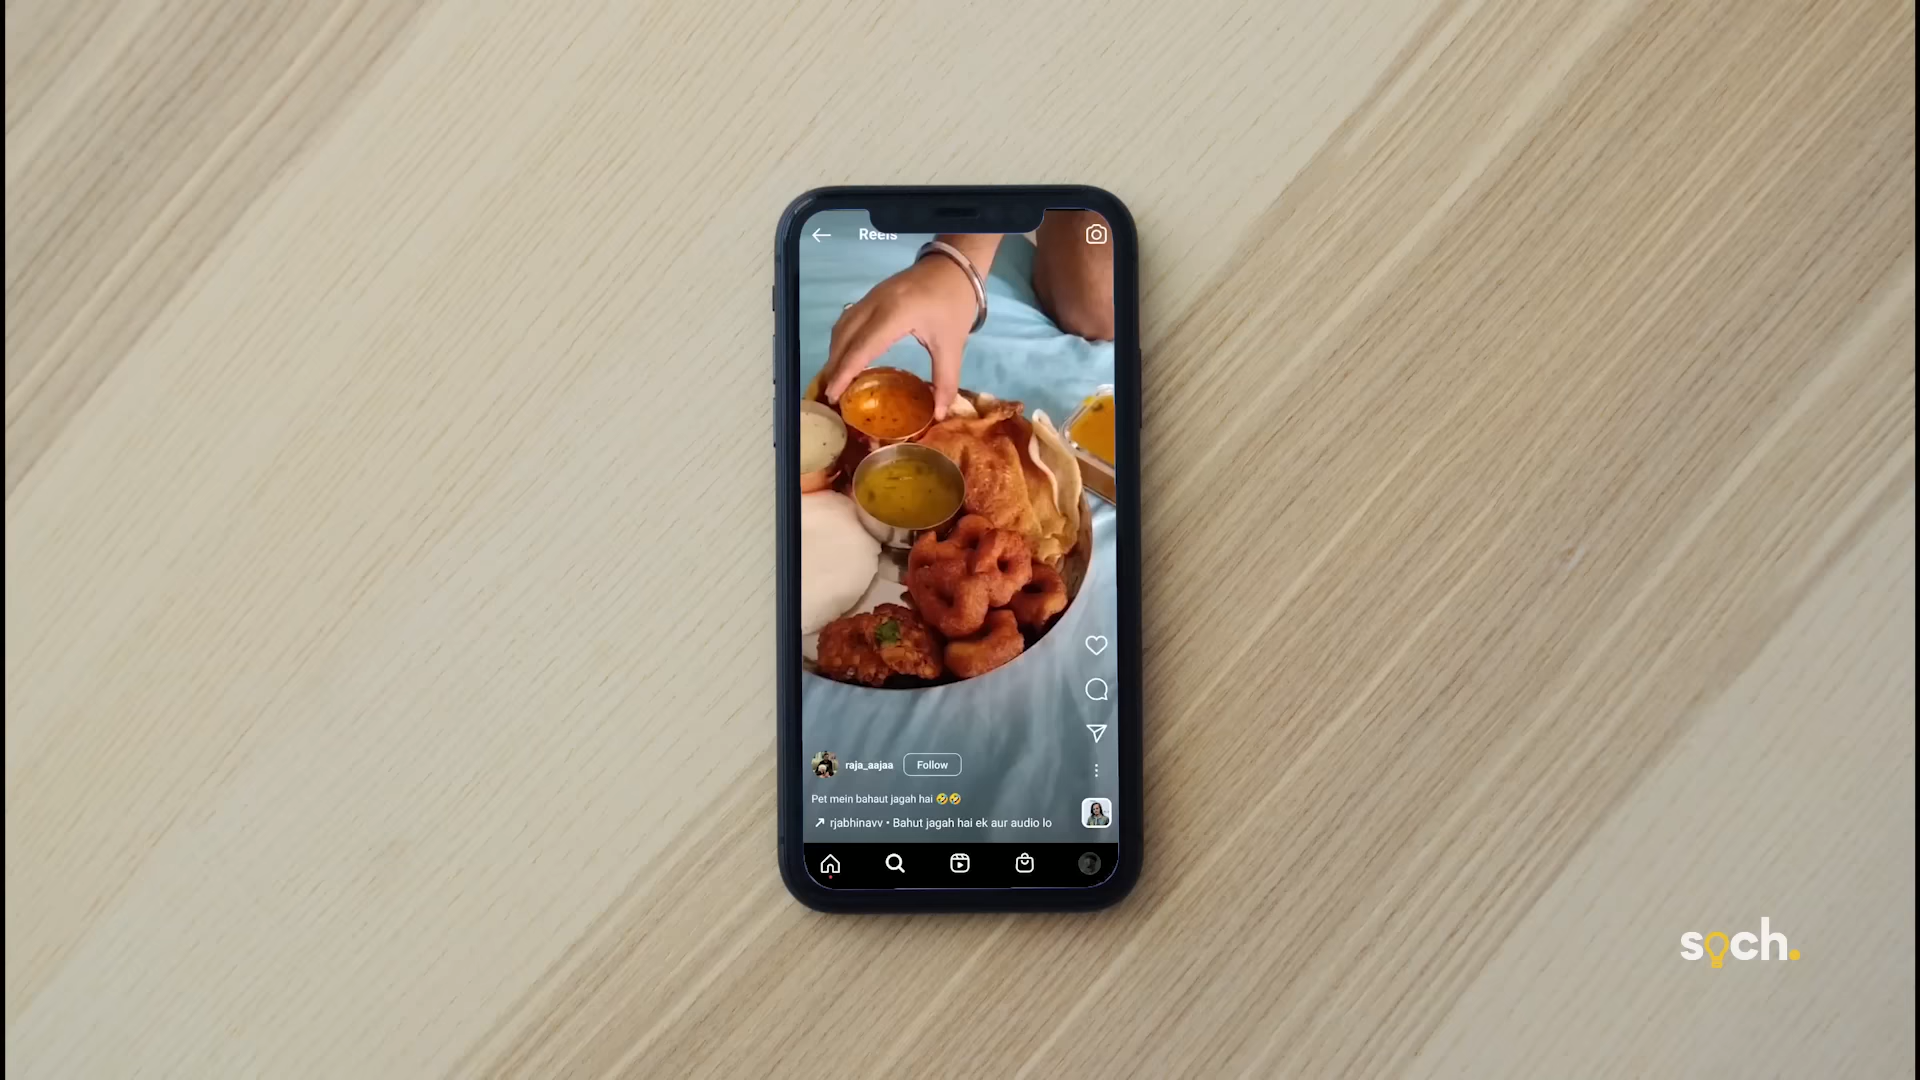 Reels
raja_aajaa Follow
Pet mein bahaut jagah hai 🤣🤣
rjabhinavv • Bahut jagah hai ek aur audio lo
soch.